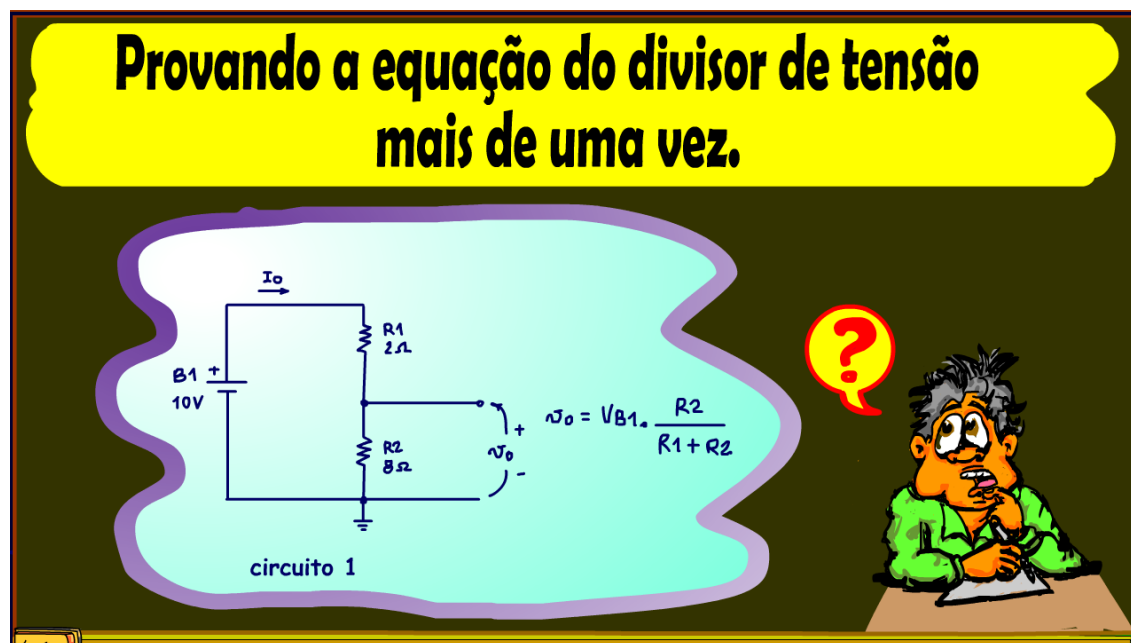 Provando a equação do divisor de tensão
mais de uma vez.
Io
R1
2Ω
B1 +
10V
R2
8Ω
+
vo
-
vo = VB1. R2
R1 + R2
circuito 1
?